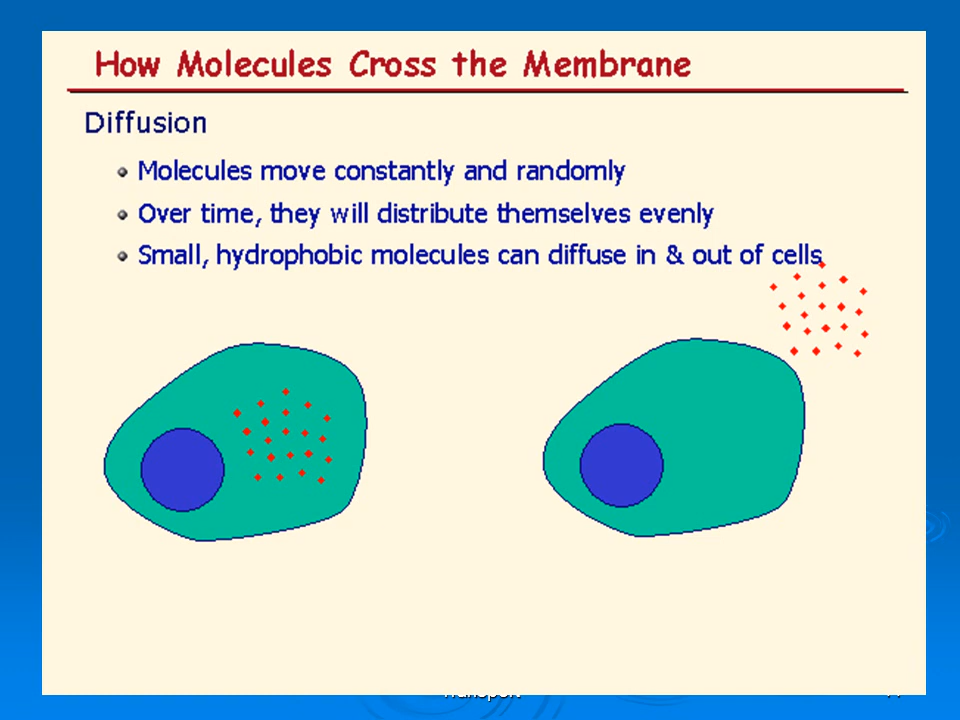 How Molecules Cross the Membrane
Diffusion
Molecules move constantly and randomly
Over time, they will distribute themselves evenly
Small, hydrophobic molecules can diffuse in & out of cells
Transport